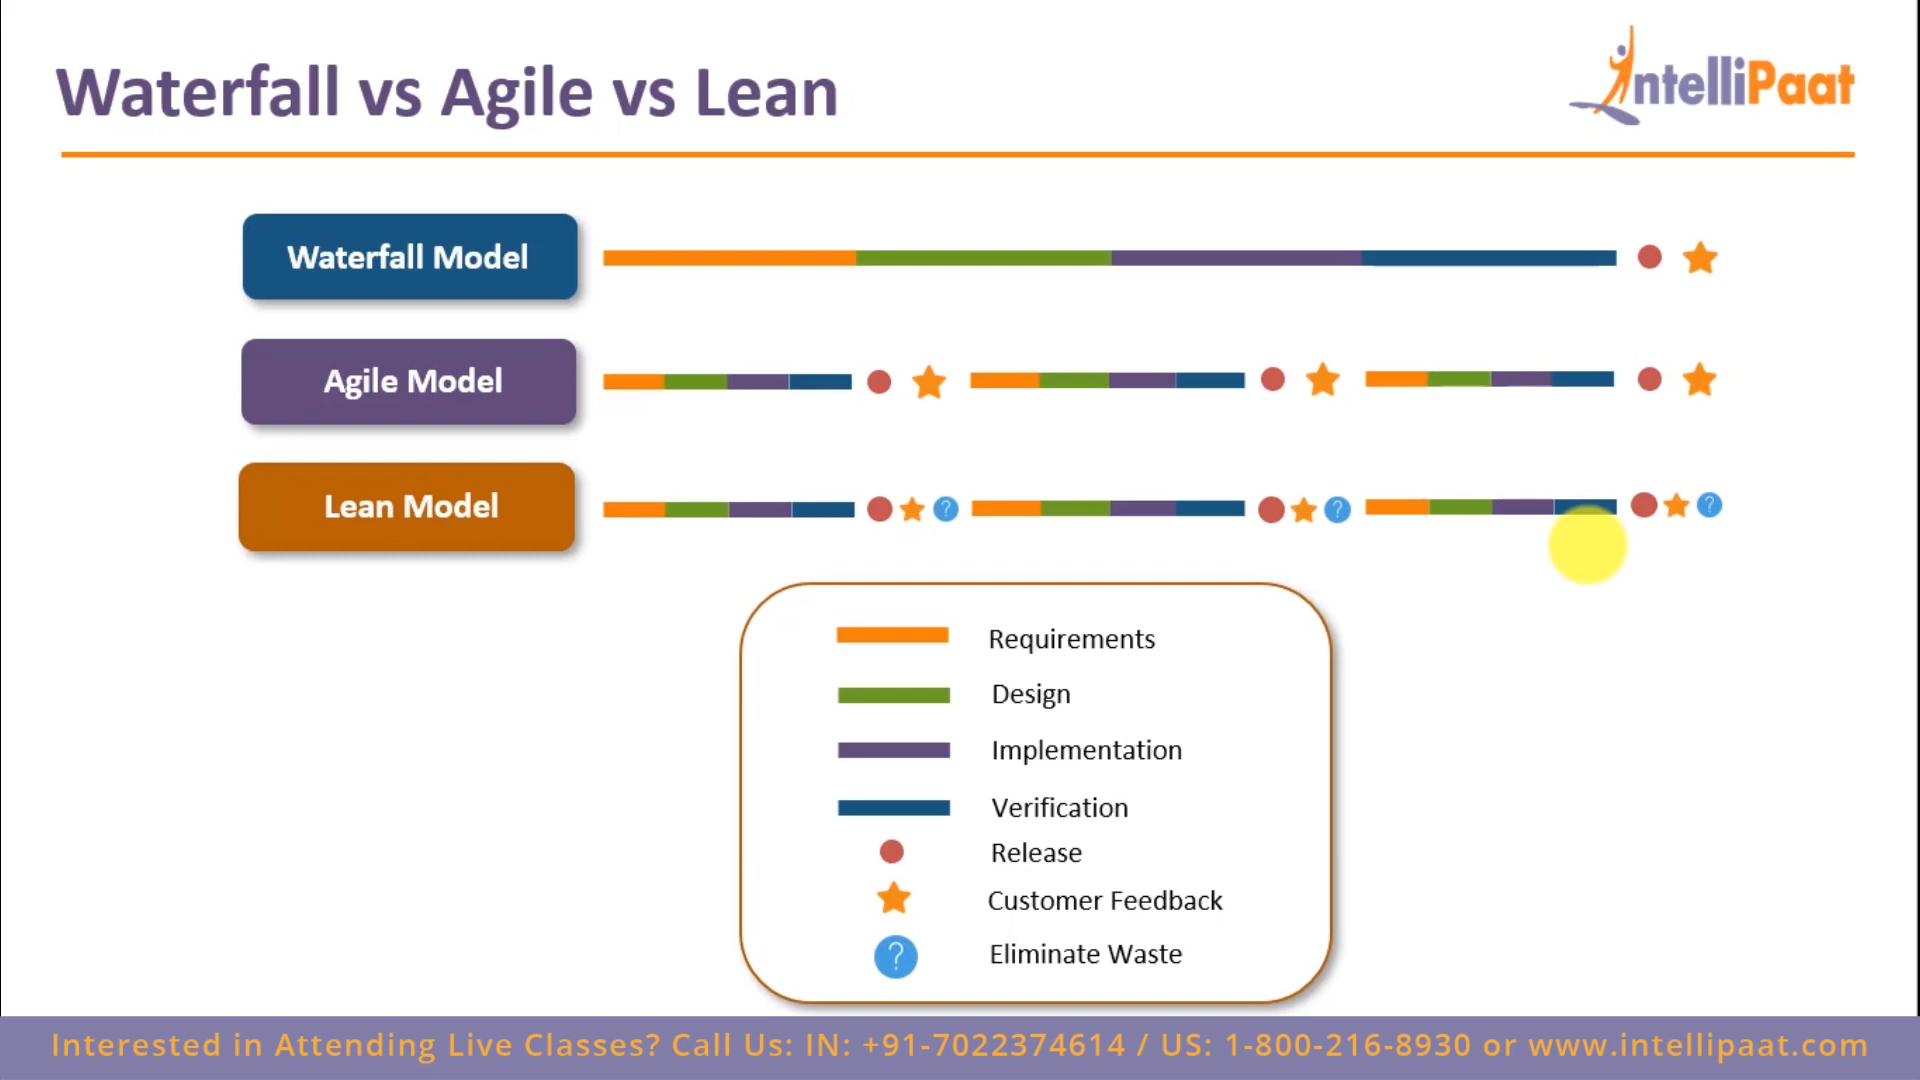 Waterfall vs Agile vs Lean
IntelliPaat
Waterfall Model
Agile Model
Lean Model
?
?
?
Requirements
Design
Implementation
Verification
Release
Customer Feedback
?
Eliminate Waste
Interested in Attending Live Classes? Call Us: IN: +91-7022374614 / US: 1-800-216-8930 or www.intellipaat.com